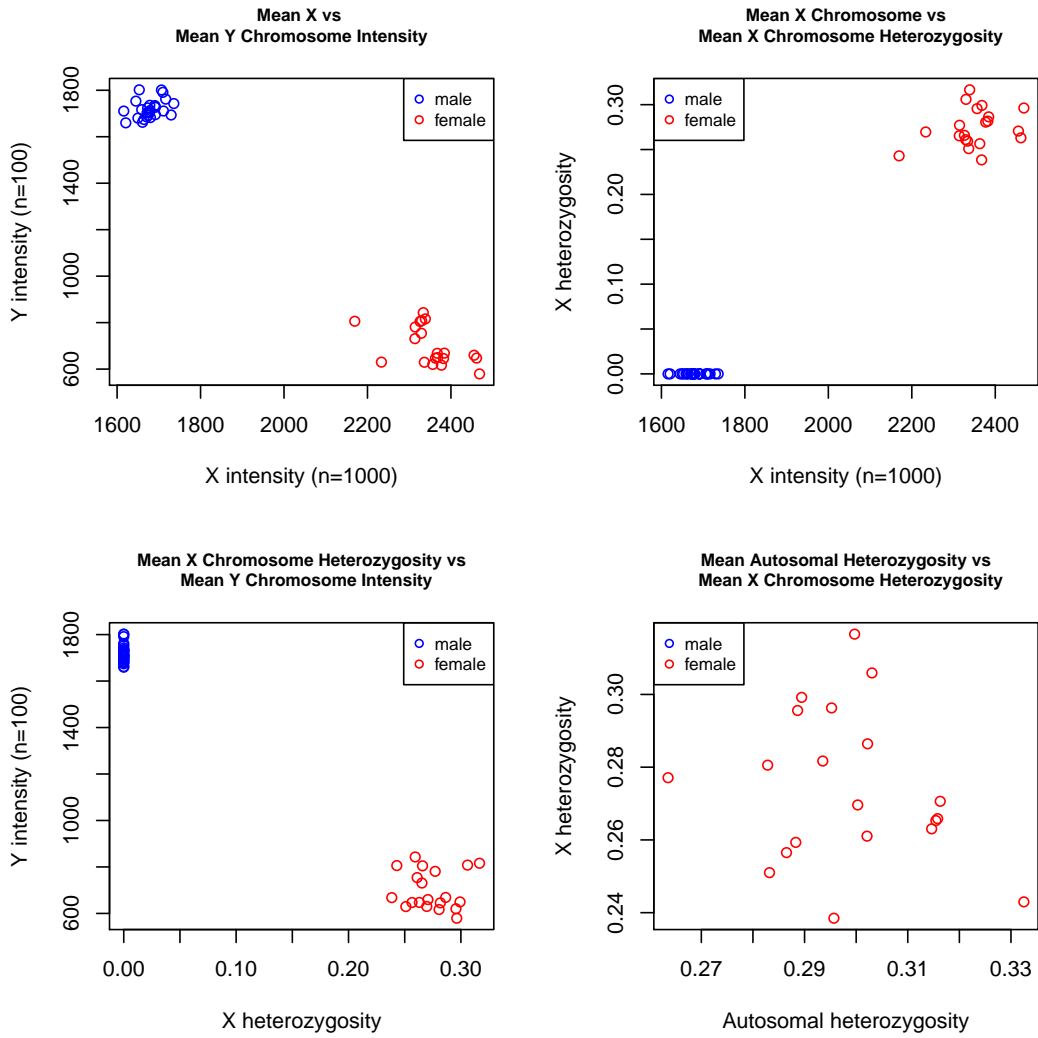 Mean X vs
Mean Y Chromosome Intensity
male
female
1800
1400
1000
600
Y intensity (n=100)
1600 1800 2000 2200 2400
X intensity (n=1000)
Mean X Chromosome vs
Mean X Chromosome Heterozygosity
male
female
0.30
0.20
0.10
0.00
X heterozygosity
1600 1800 2000 2200 2400
X intensity (n=1000)
Mean X Chromosome Heterozygosity vs
Mean Y Chromosome Intensity
male
female
1800
1400
1000
600
Y intensity (n=100)
0.00 0.10 0.20 0.30
X heterozygosity
Mean Autosomal Heterozygosity vs
Mean X Chromosome Heterozygosity
male
female
0.30
0.28
0.26
0.24
X heterozygosity
0.27 0.29 0.31 0.33
Autosomal heterozygosity